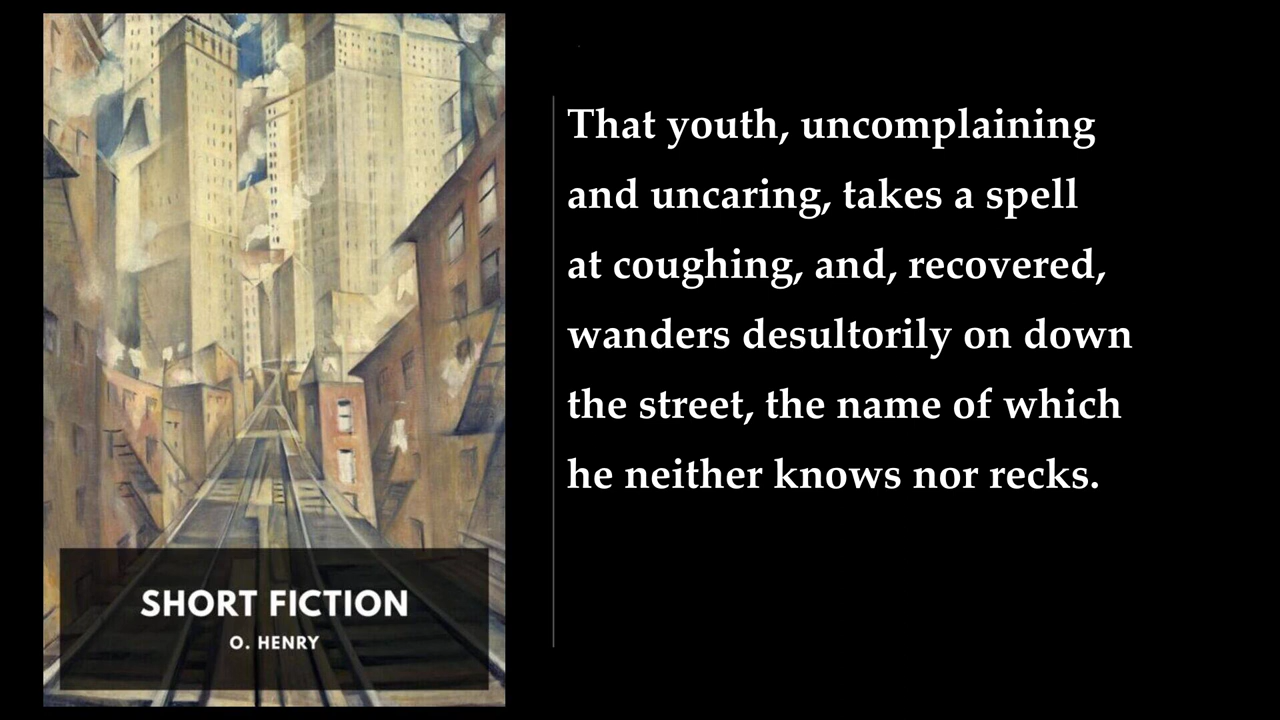 That youth, uncomplaining
and uncaring, takes a spell
at coughing, and, recovered,
wanders desultorily on down
the street, the name of which
he neither knows nor recks.
SHORT FICTION
O. HENRY